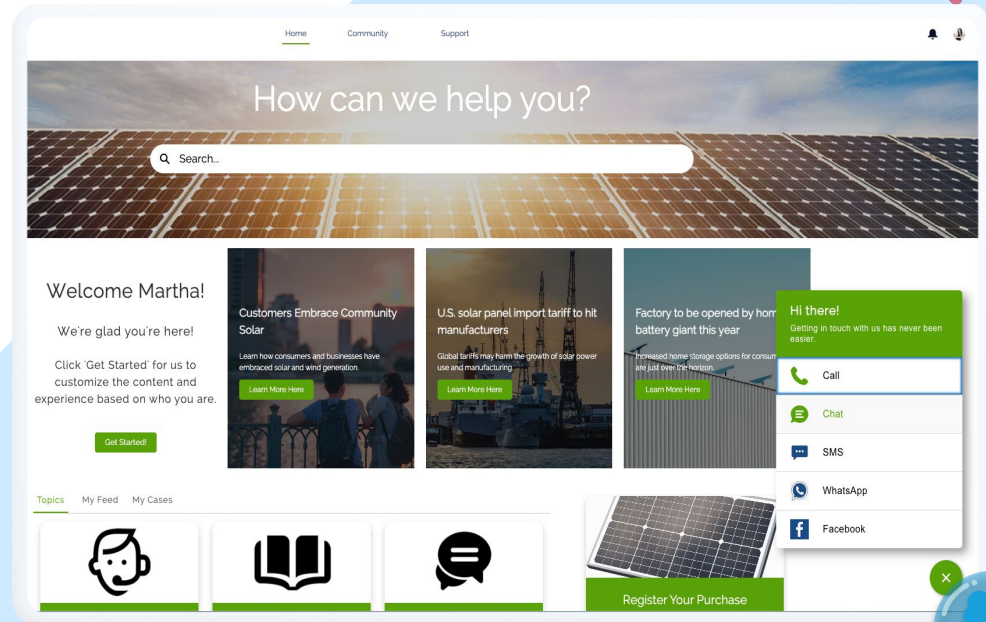 Home Community Support
How can we help you?
Search...
Welcome Martha!
We're glad you're here!
Click 'Get Started' for us to
customize the content and
experience based on who you are.
Get Started!
Customers Embrace Community
Solar
Learn how consumers and businesses have
embraced solar and wind generation.
Learn More Here
U.S. solar panel import tariff to hit
manufacturers
Global tariffs may harm the growth of solar power
use and manufacturing.
Learn More Here
Factory to be opened by hom
battery giant this year
Increased home storage options for consum
are just over the horizon.
Learn More Here
Hi there!
Getting in touch with us has never been
easier.
Call
Chat
SMS
WhatsApp
Facebook
Topics My Feed My Cases
Register Your Purchase